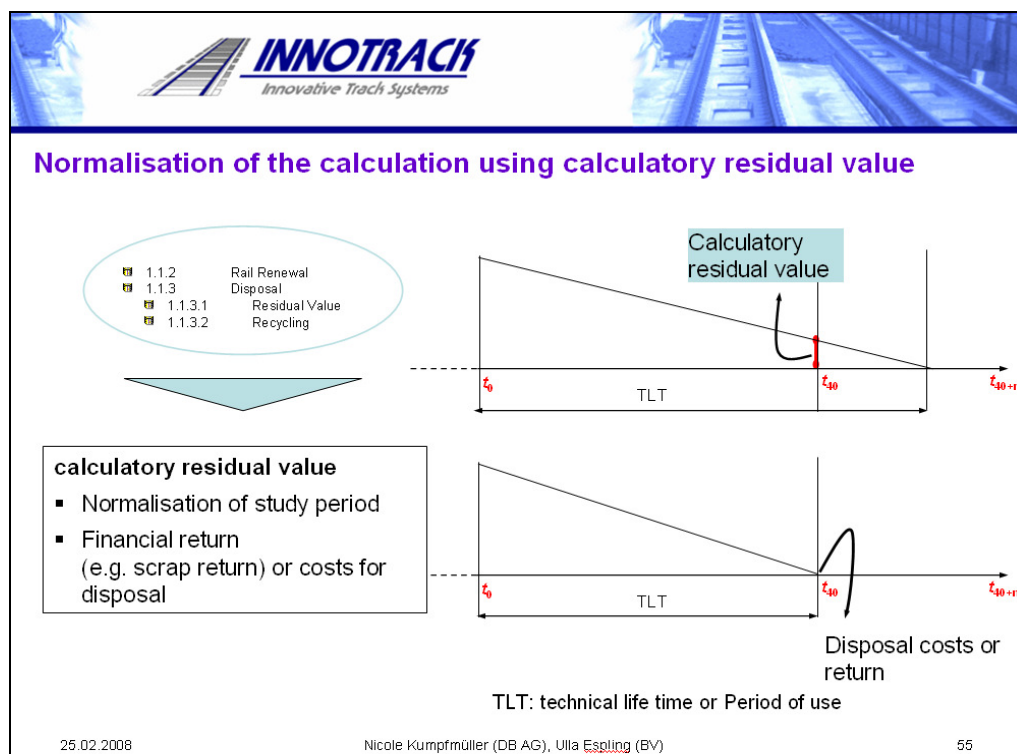 INNOTRACK
Innovative Track Systems
Normalisation of the calculation using calculatory residual value
1.1.2 Rail Renewal
1.1.3 Disposal
1.1.3.1 Residual Value
1.1.3.2 Recycling
calculatory residual value
▪ Normalisation of study period
▪ Financial return
(e.g. scrap return) or costs for
disposal
Calculatory
residual value
t0
t40
t40+n
TLT
t0
t40
t40+n
TLT
Disposal costs or
return
TLT: technical life time or Period of use
25.02.2008
Nicole Kumpfmüller (DB AG), Ulla Espling (BV)
55